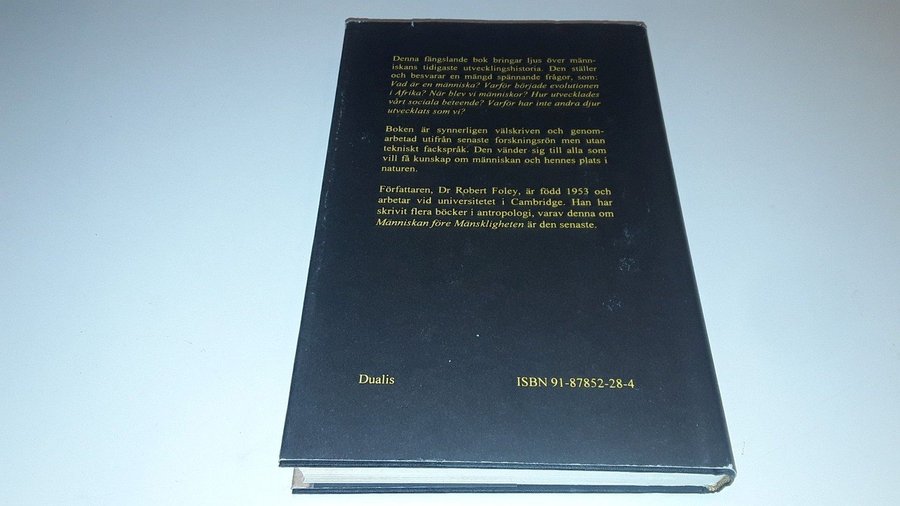 Denna fängslande bok bringar ljus över männ-
iskans tidigaste utvecklingshistoria. Den ställer
och besvarar en mängd spännande frågor, som:
Vad är en människa? Varför började evolutionen
i Afrika? När blev vi människor? Hur utvecklades
vårt sociala beteende? Varför har inte andra djur
utvecklats som vi?
Boken är synnerligen välskriven och genom-
arbetad utifrån senaste forskningsrön men utan
tekniskt fackspråk. Den vänder sig till alla som
vill få kunskap om människan och hennes plats i
naturen.
Författaren, Dr Robert Foley, är född 1953 och
arbetar vid universitetet i Cambridge. Han har
skrivit flera böcker i antropologi, varav denna om
Människan före Mänskligheten är den senaste.
Dualis
ISBN 91-87852-28-4